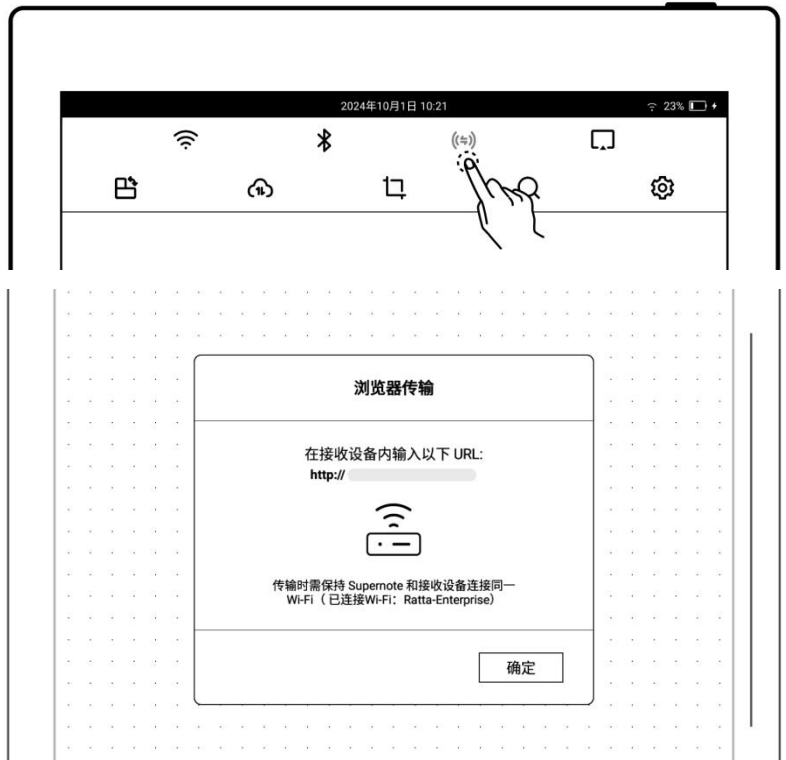 2024年10月1日 10:21
23%
浏览器传输
在接收设备内输入以下 URL:
http://
传输时需保持 Supernote 和接收设备连接同一
Wi-Fi（ 已连接Wi-Fi：Ratta-Enterprise）
确定